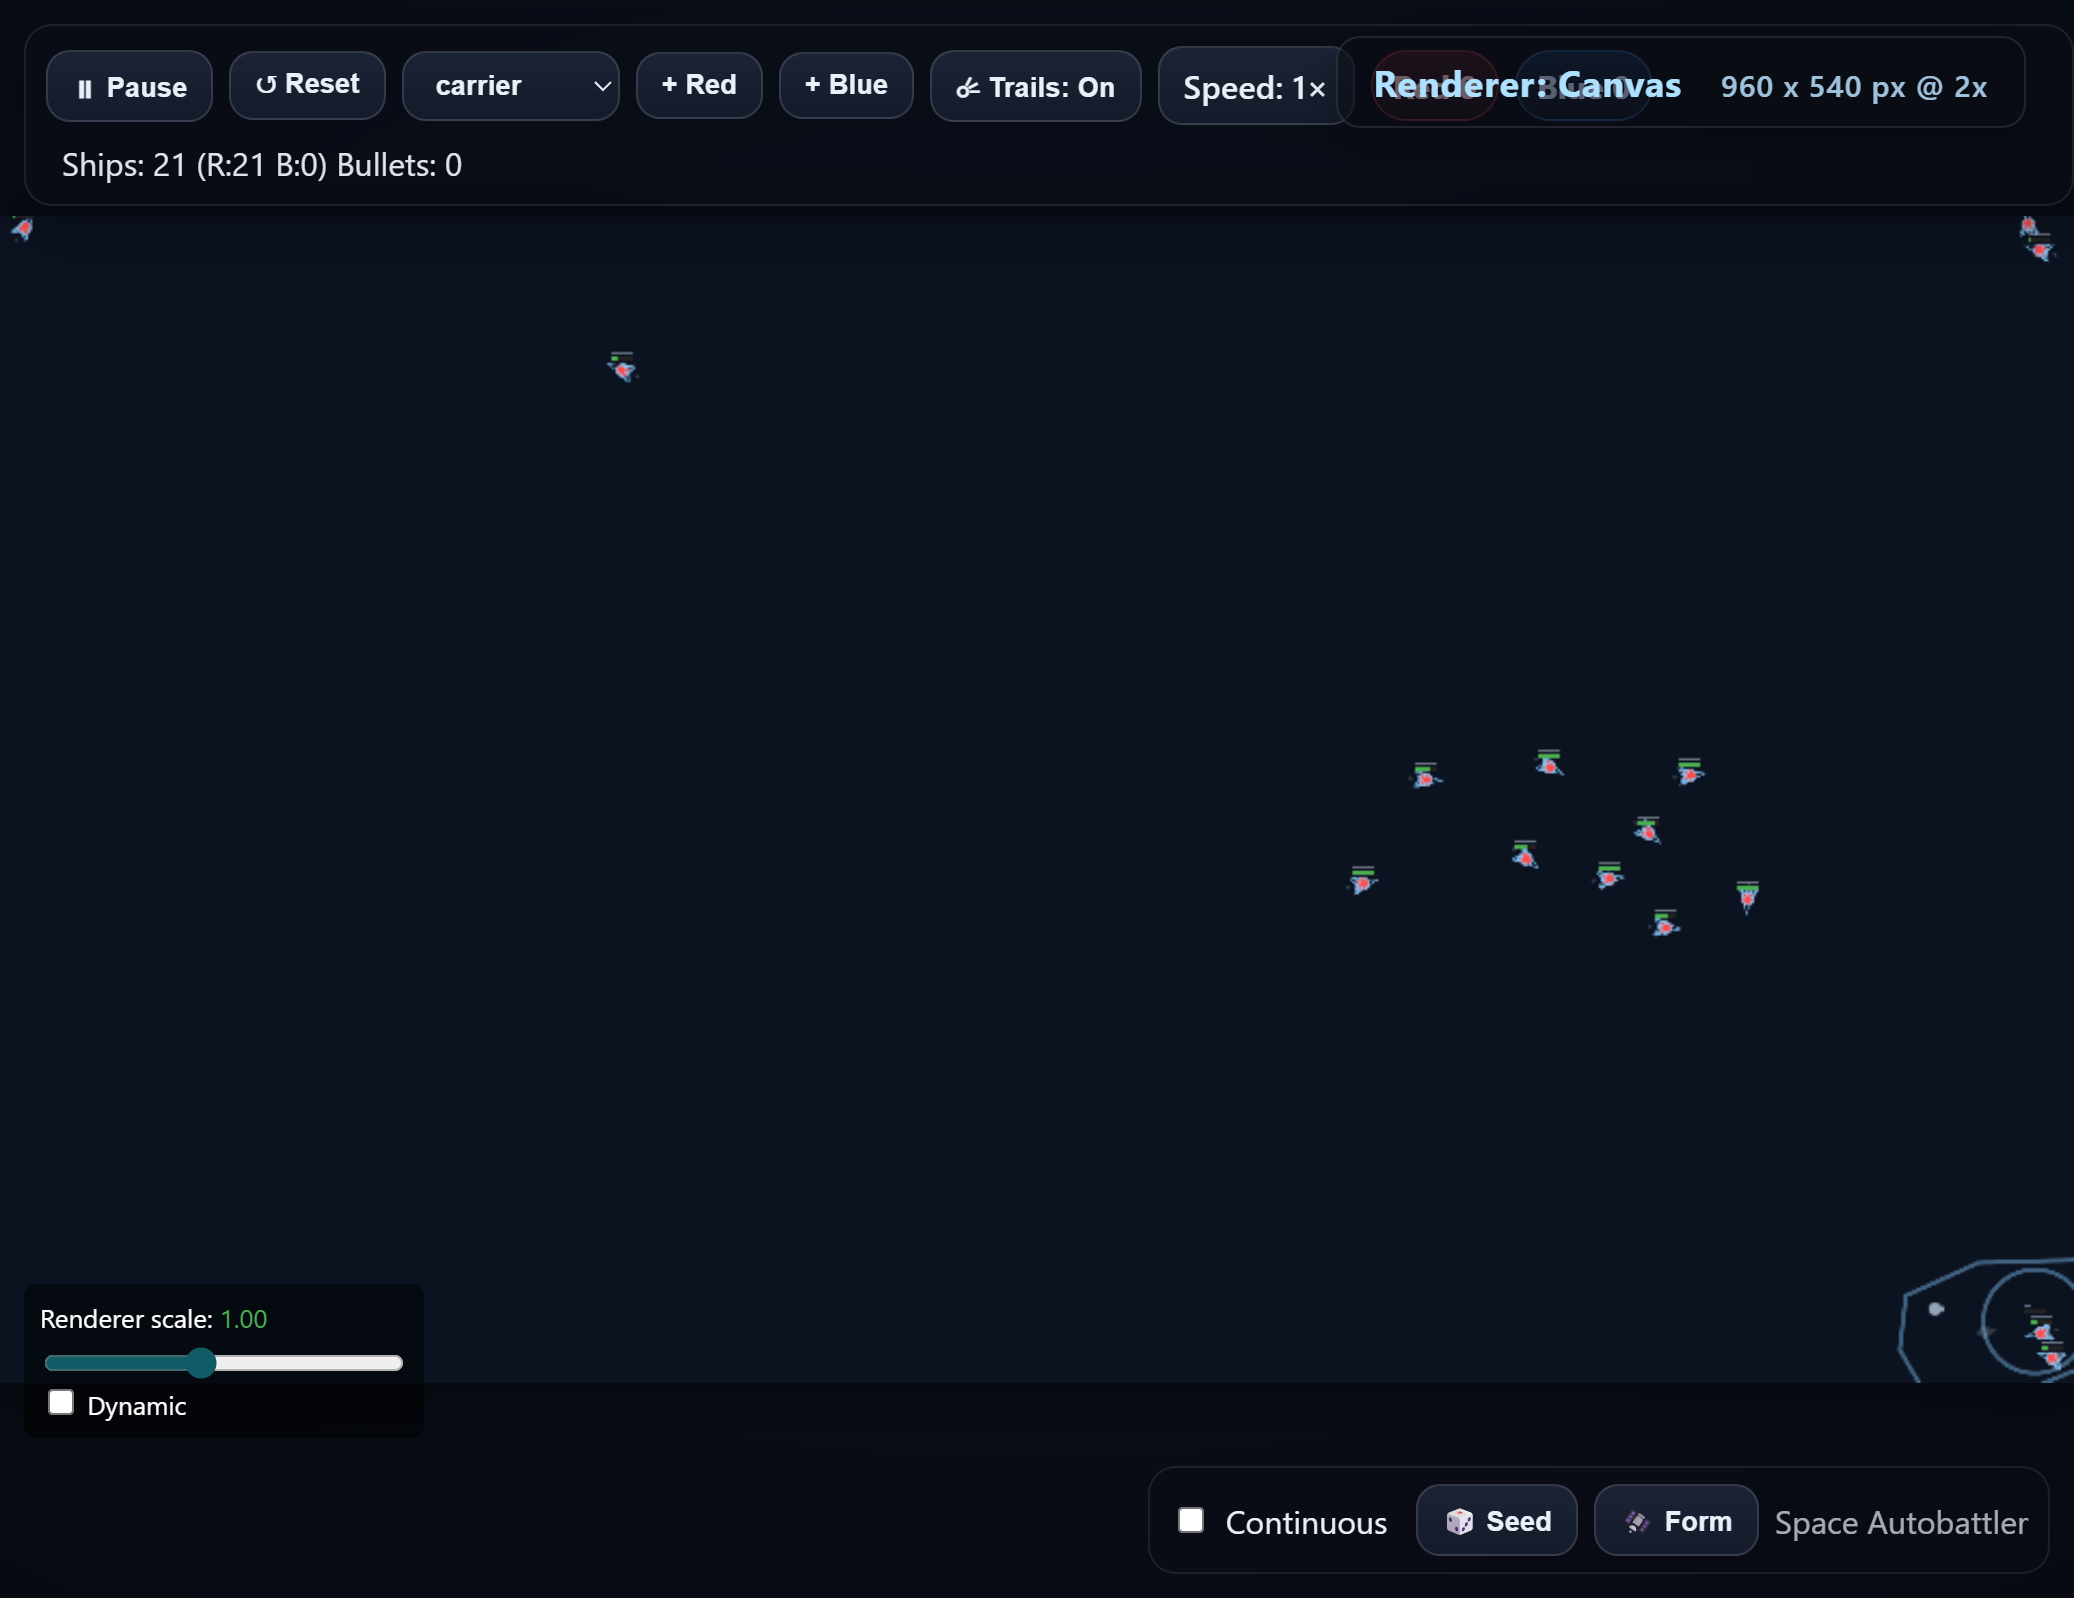 Pause
Reset
carrier
+ Red
+ Blue
Trails: On
Speed: 1×
Renderer: Canvas
960 x 540 px @ 2x
Ships: 21 (R:21 B:0) Bullets: 0
Renderer scale: 1.00
Dynamic
Continuous
Seed
Form
Space Autobattler